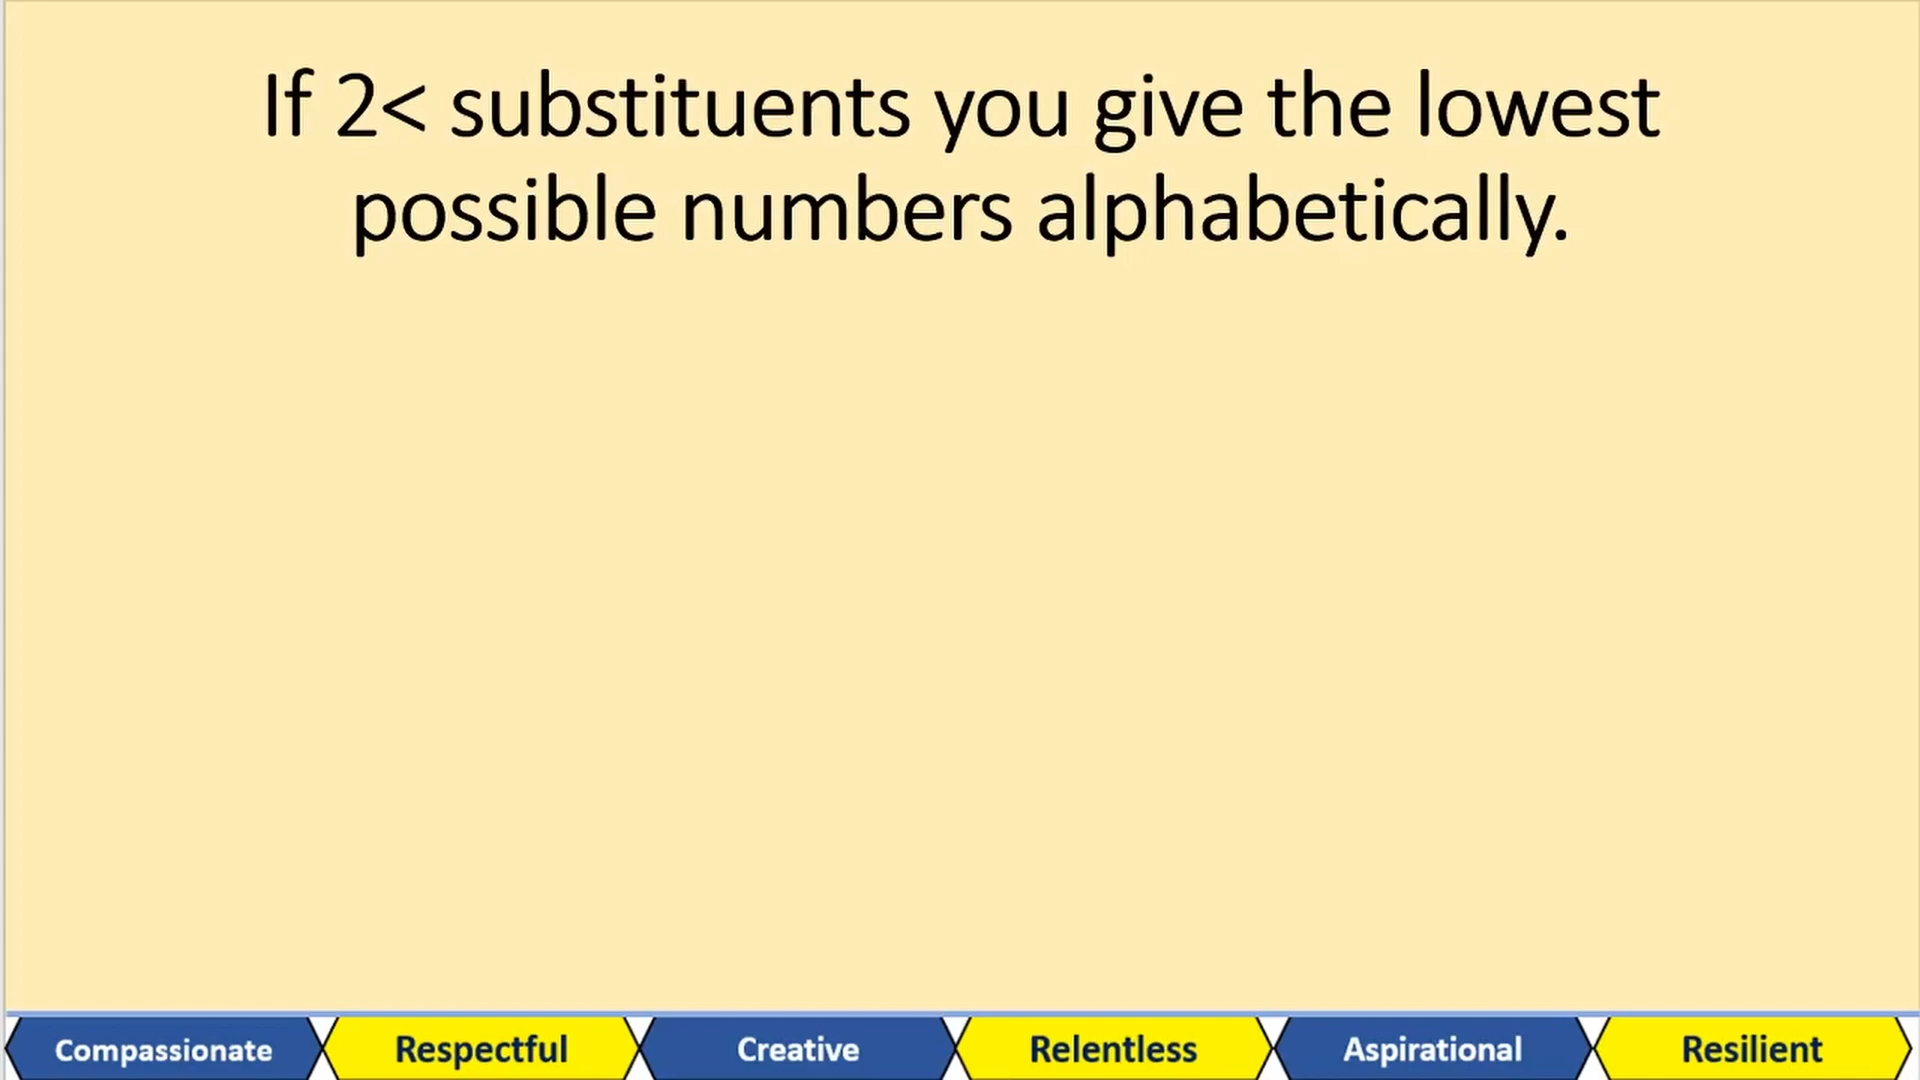 If 2< substituents you give the lowest
possible numbers alphabetically.
Compassionate
Respectful
Creative
Relentless
Aspirational
Resilient